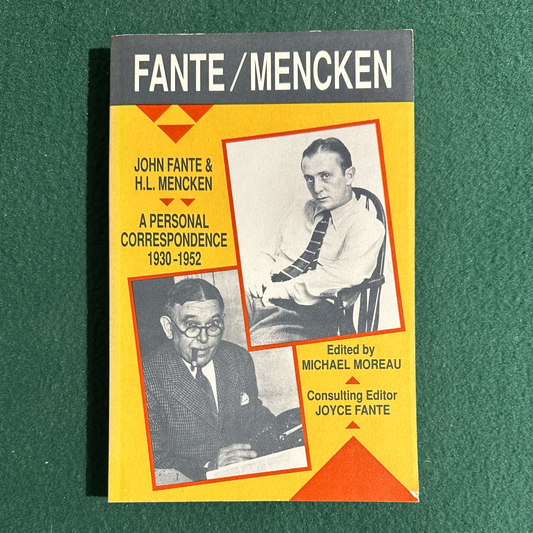 FANTE/MENCKEN
JOHN FANTE &
H.L. MENCKEN
A PERSONAL
CORRESPONDENCE
1930-1952
Edited by
MICHAEL MOREAU
Consulting Editor
JOYCE FANTE